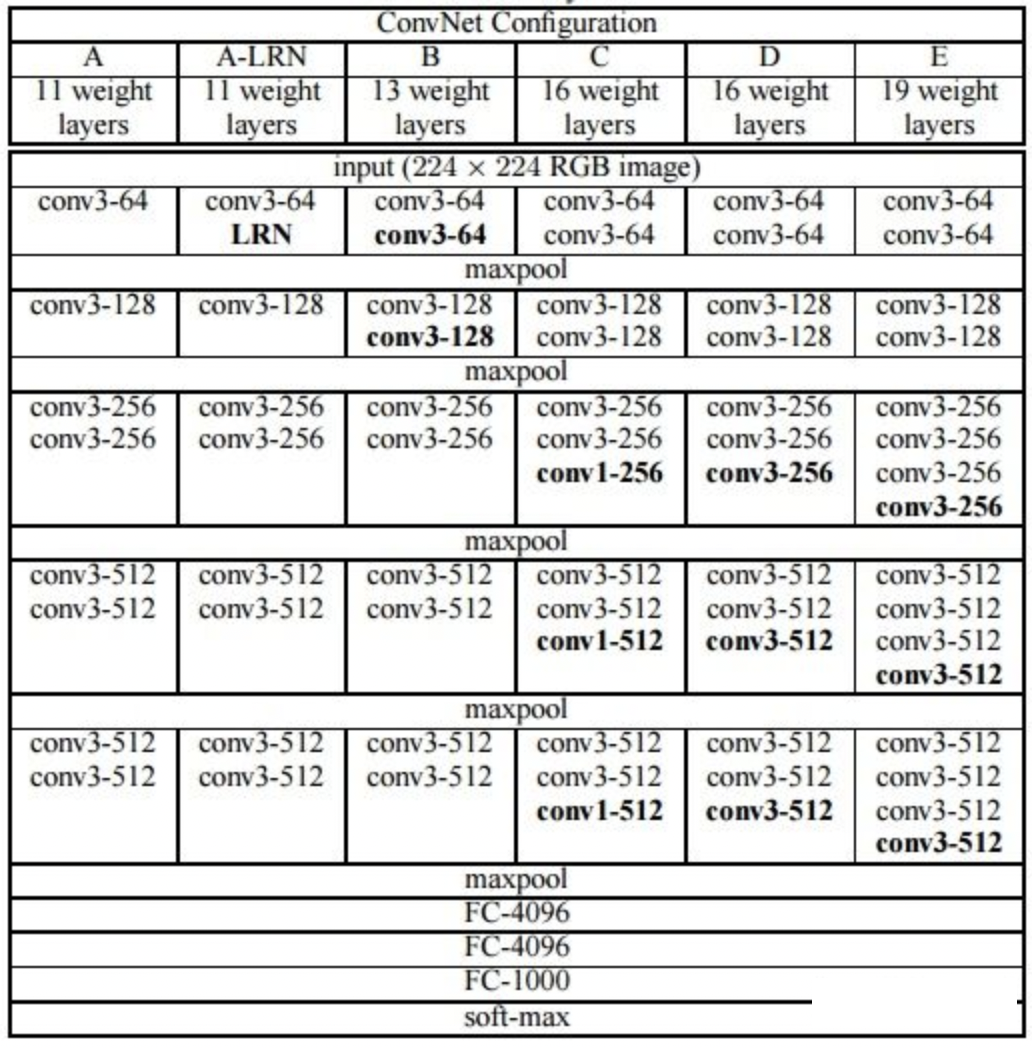 ConvNet Configuration
A A-LRN B C D E
11 weight 11 weight 13 weight 16 weight 16 weight 19 weight
layers layers layers layers layers layers
input (224 × 224 RGB image)
conv3-64 conv3-64 conv3-64 conv3-64 conv3-64 conv3-64
LRN conv3-64 conv3-64 conv3-64 conv3-64
maxpool
conv3-128 conv3-128 conv3-128 conv3-128 conv3-128 conv3-128
conv3-128 conv3-128 conv3-128 conv3-128
maxpool
conv3-256 conv3-256 conv3-256 conv3-256 conv3-256 conv3-256
conv3-256 conv3-256 conv3-256 conv3-256 conv3-256 conv3-256
conv1-256 conv3-256 conv3-256
conv3-256
maxpool
conv3-512 conv3-512 conv3-512 conv3-512 conv3-512 conv3-512
conv3-512 conv3-512 conv3-512 conv3-512 conv3-512 conv3-512
conv1-512 conv3-512 conv3-512
conv3-512
maxpool
conv3-512 conv3-512 conv3-512 conv3-512 conv3-512 conv3-512
conv3-512 conv3-512 conv3-512 conv3-512 conv3-512 conv3-512
conv1-512 conv3-512 conv3-512
conv3-512
maxpool
FC-4096
FC-4096
FC-1000
soft-max